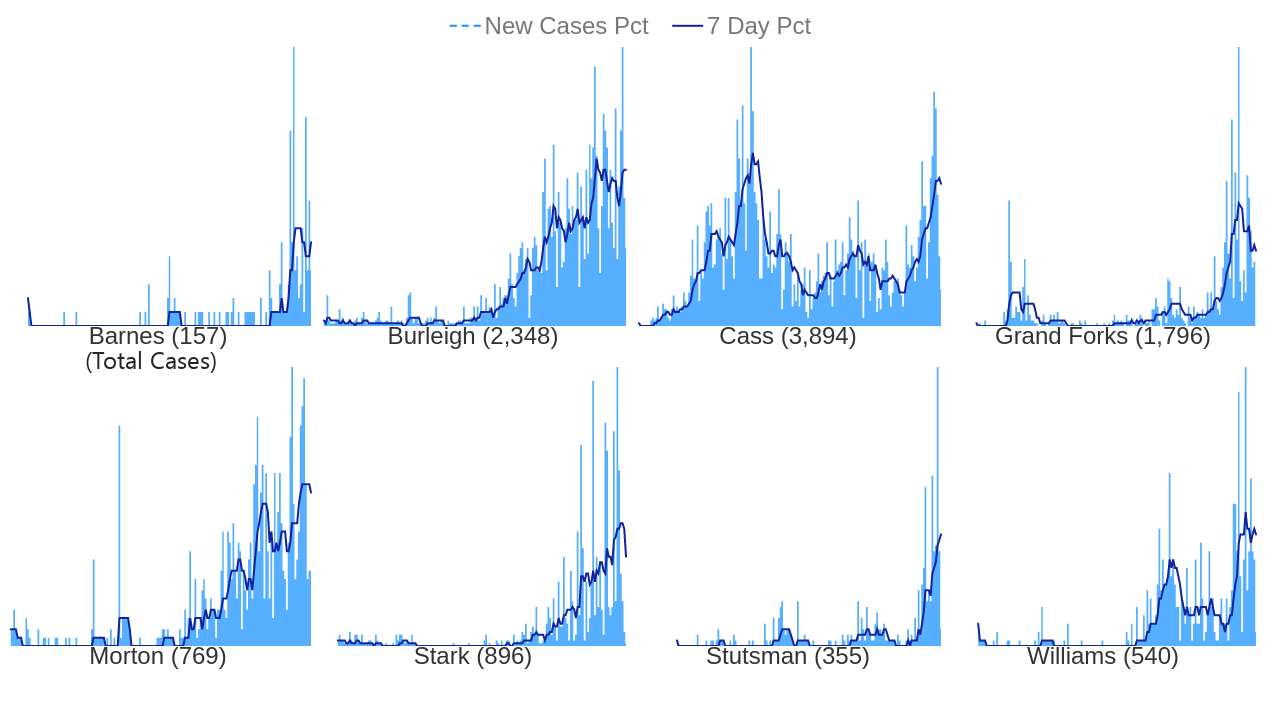 New Cases Pct 7 Day Pct
Barnes (157) Burleigh (2,348) Cass (3,894) Grand Forks (1,796)
(Total Cases)
Morton (769) Stark (896) Stutsman (355) Williams (540)